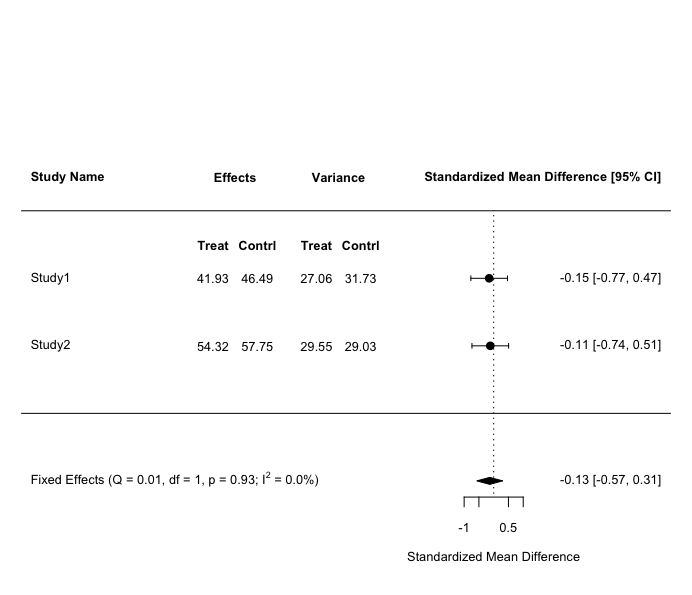 Study Name Effects Variance Standardized Mean Difference [95% CI]
Treat Contrl Treat Contrl
Study1 41.93 46.49 27.06 31.73 -0.15 [-0.77, 0.47]
Study2 54.32 57.75 29.55 29.03 -0.11 [-0.74, 0.51]
Fixed Effects (Q = 0.01, df = 1, p = 0.93; I² = 0.0%) -0.13 [-0.57, 0.31]
-1 0.5
Standardized Mean Difference